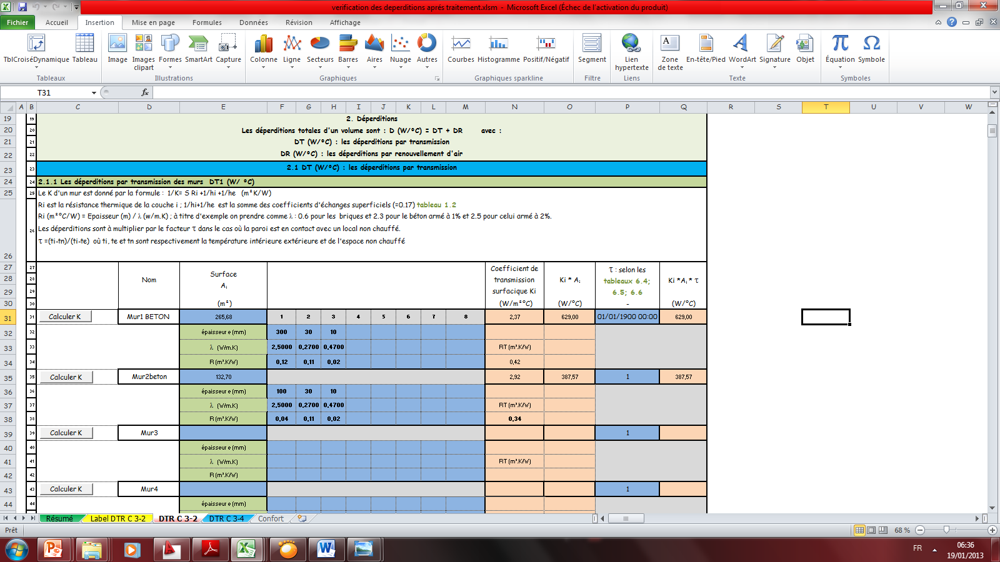 verification des deperditions aprés traitement.xlsm - Microsoft Excel (Échec de l'activation du produit)
Fichier Accueil Insertion Mise en page Formules Données Révision Affichage
TblCroiséDynamique Tableau Image Images clipart Formes SmartArt Capture Colonne Ligne Secteurs Barres Aires Nuage Autres Courbes Histogramme Positif/Négatif Segment Lien hypertexte Zone de texte En-tête/Pied WordArt Signature Objet Équation Symbole
Tableaux Illustrations Graphiques Graphiques sparkline Filtre Liens Texte Symboles
T31 fx
A B C D E F G H I J K L M N O P Q R S T U V W
19 19 2. Déperditions
20 20 Les déperditions totales d'un volume sont : D (W/°C) = DT + DR avec :
21 21 DT (W/°C) : les déperditions par transmission
22 22 DR (W/°C) : les déperditions par renouvellement d'air
23 23 2.1 DT (W/°C) : les déperditions par transmission
24 24 2.1.1 Les déperditions par transmission des murs DT1 (W/ °C)
25 25 Le K d'un mur est donné par la formule : 1/K= S Ri +1/hi +1/he (m²K/W)
Ri est la résistance thermique de la couche i ; 1/hi+1/he est la somme des coefficients d'échanges superficiels (=0.17) tableau 1.2
Ri (m²°C/W) = Epaisseur (m) / λ (w/m.K) ; à titre d'exemple on prendre comme λ : 0.6 pour les briques et 2.3 pour le béton armé à 1% et 2.5 pour celui armé à 2%.
Les déperditions sont à multiplier par le facteur τ dans le cas où la paroi est en contact avec un local non chauffé.
26 26 τ =(ti-tn)/(ti-te) où ti, te et tn sont respectivement la température intérieure extérieure et de l'espace non chauffé
27 27 Coefficient de τ : selon les
28 28 Nom Surface Ai transmission Ki * Ai tableaux 6.4; Ki *Ai * τ
29 29 surfacique Ki 6.5; 6.6
30 30 (m²) (W/m²°C) (W/°C) - (W/°C)
31 31 Calculer K Mur1 BETON 265,68 1 2 3 4 5 6 7 8 2,37 629,00 01/01/1900 00:00 629,00
32 32 épaisseur e (mm) 300 30 10
33 33 λ (W/m.K) 2,5000 0,2700 0,4700 RT (m².K/W)
34 34 R (m².K/W) 0,12 0,11 0,02 0,42
35 35 Calculer K Mur2beton 132,70 2,92 387,57 1 387,57
36 36 épaisseur e (mm) 100 30 10
37 37 λ (W/m.K) 2,5000 0,2700 0,4700 RT (m².K/W)
38 38 R (m².K/W) 0,04 0,11 0,02 0,34
39 39 Calculer K Mur3 1
40 40 épaisseur e (mm)
41 41 λ (W/m.K) RT (m².K/W)
42 42 R (m².K/W)
43 43 Calculer K Mur4 1
44 44 épaisseur e (mm)
Résumé Label DTR C 3-2 DTR C 3-2 DTR C 3-4 Confort
Prêt 68 %
FR 06:36
19/01/2013